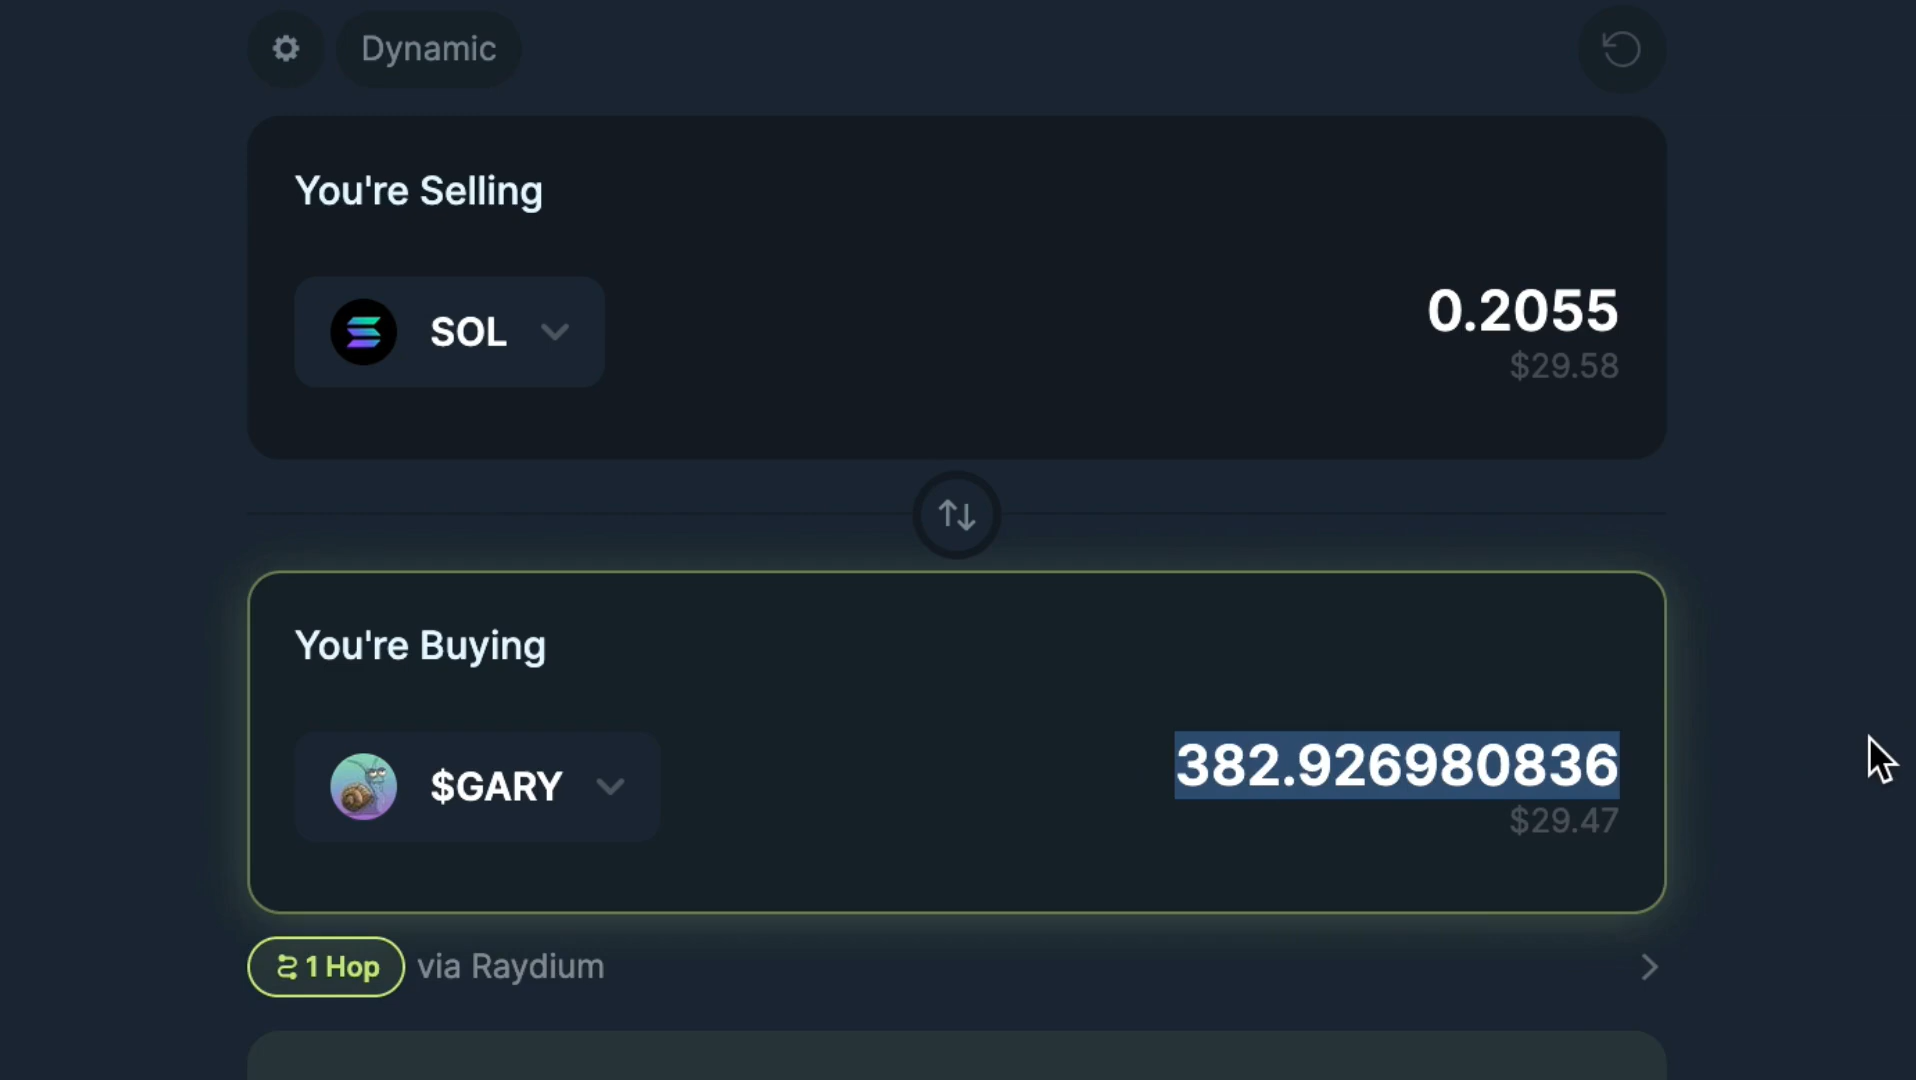 Dynamic
You're Selling
SOL
0.2055
$29.58
You're Buying
$GARY
382.926980836
$29.47
1 Hop
via Raydium